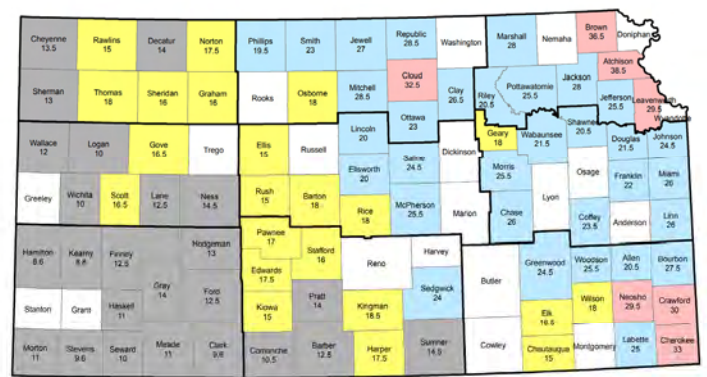 Cheyenne
13.5
Rawlins
15
Decatur
14
Norton
17.5
Phillips
19.5
Smith
23
Jewell
27
Republic
28.5
Washington
Marshall
28
Nemaha
Brown
36.5
Doniphan
Sherman
13
Thomas
18
Sheridan
16
Graham
16
Rooks
Osborne
18
Mitchell
28.5
Cloud
32.5
Clay
26.5
Ottawa
23
Riley
20.5
Pottawatomie
25.5
Jackson
28
Atchison
38.5
Jefferson
25.5
Leavenworth
29.5
Wyandotte
Wallace
12
Logan
10
Gove
16.5
Trego
Ellis
15
Russell
Lincoln
20
Ellsworth
20
Saline
24.5
Dickinson
Geary
18
Wabaunsee
21.5
Shawnee
20.5
Douglas
21.5
Johnson
24.5
Greeley
Wichita
10
Scott
16.5
Lane
12.5
Ness
14.5
Rush
15
Barton
18
Rice
18
McPherson
25.5
Marion
Morris
25.5
Chase
26
Lyon
Osage
Franklin
22
Miami
26
Coffey
23.5
Anderson
Linn
26
Hamilton
8.6
Kearny
8.6
Finney
12.5
Hodgeman
13
Gray
14
Ford
12.5
Haskell
11
Stanton
Grant
Pawnee
17
Edwards
17.5
Kiowa
15
Stafford
16
Pratt
14
Reno
Harvey
Sedgwick
24
Kingman
18.5
Butler
Greenwood
24.5
Woodson
25.5
Allen
20.5
Bourbon
27.5
Elk
16.5
Wilson
18
Neosho
29.5
Crawford
30
Morton
11
Stevens
9.6
Seward
10
Meade
11
Clark
9.6
Comanche
10.5
Barber
12.5
Harper
17.5
Sumner
14.5
Cowley
Chautauqua
15
Montgomery
Labette
25
Cherokee
33